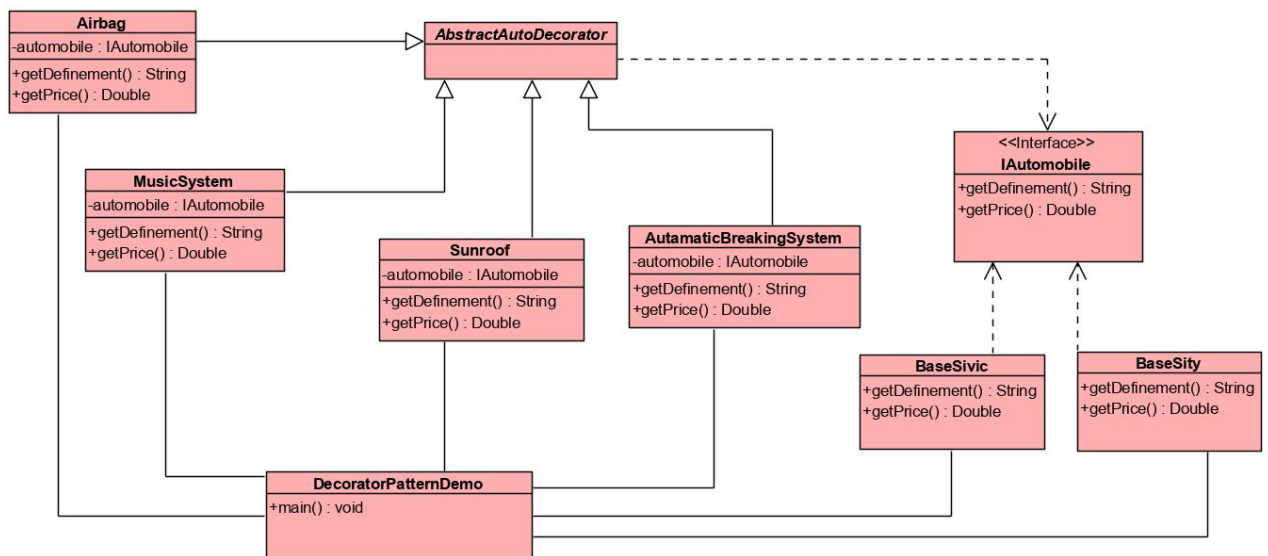 Airbag
-automobile : IAutomobile
+getDefinement() : String
+getPrice() : Double
AbstractAutoDecorator
<<Interface>>
IAutomobile
+getDefinement() : String
+getPrice() : Double
MusicSystem
-automobile : IAutomobile
+getDefinement() : String
+getPrice() : Double
Sunroof
-automobile : IAutomobile
+getDefinement() : String
+getPrice() : Double
AutamaticBreakingSystem
-automobile : IAutomobile
+getDefinement() : String
+getPrice() : Double
BaseSivic
+getDefinement() : String
+getPrice() : Double
BaseSity
+getDefinement() : String
+getPrice() : Double
DecoratorPatternDemo
+main() : void